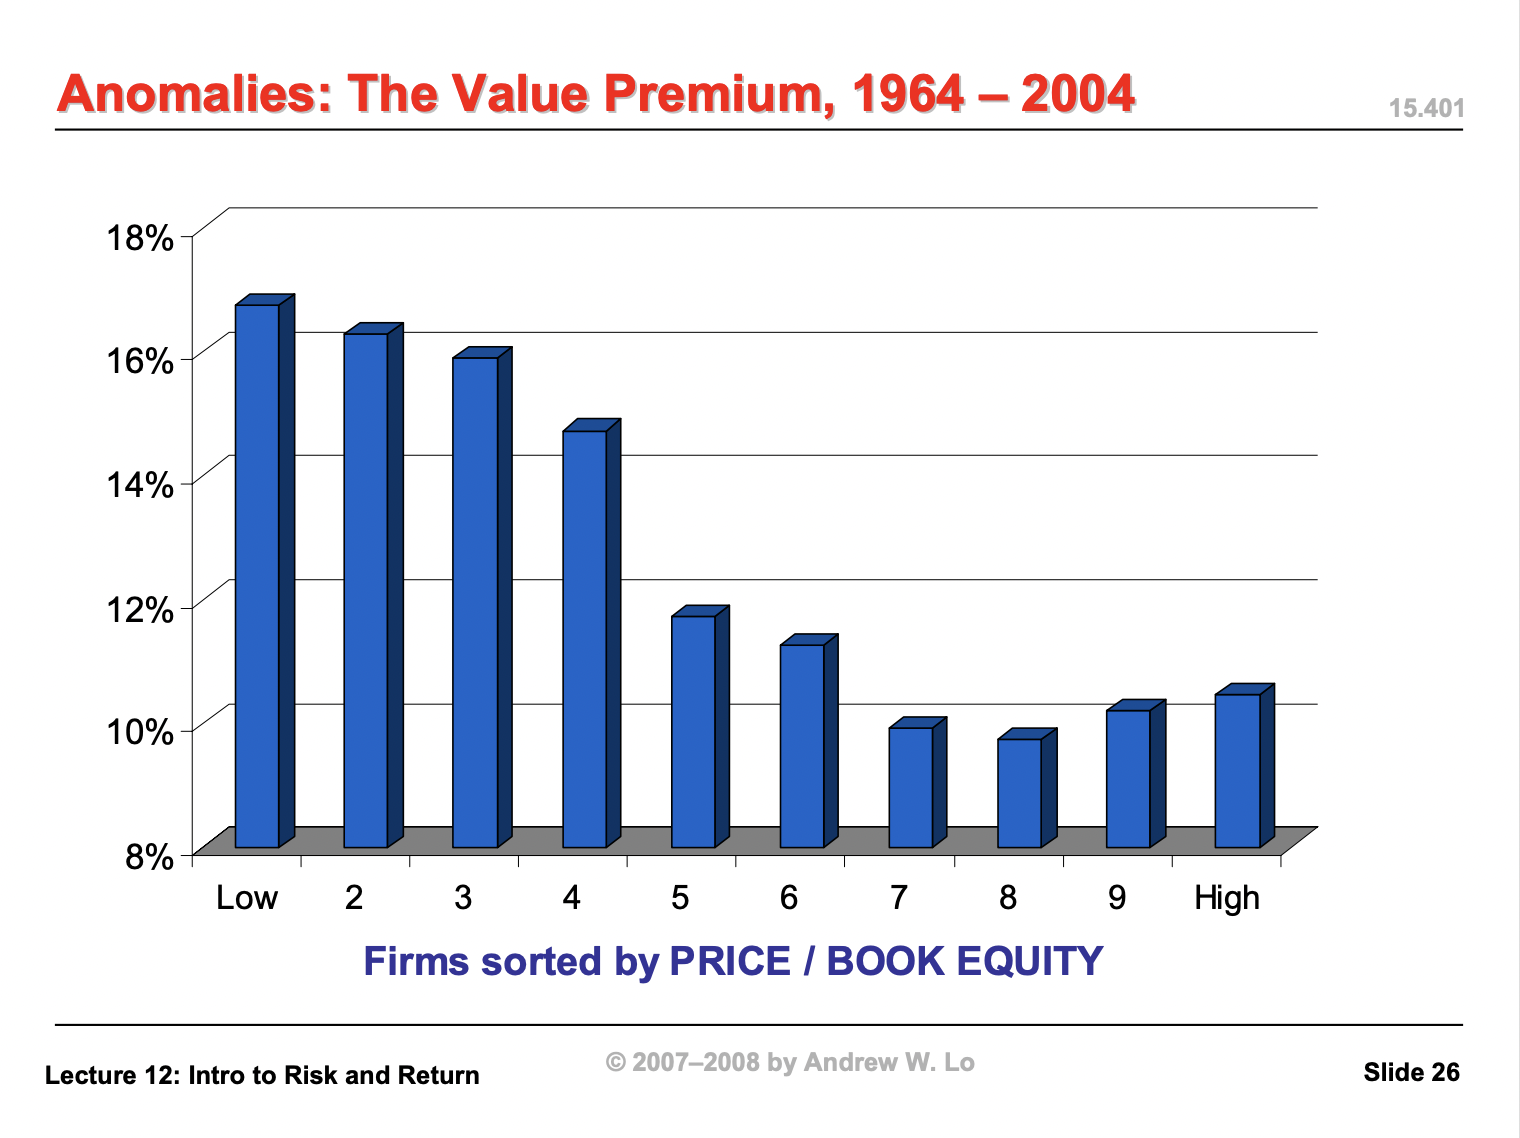 Anomalies: The Value Premium, 1964 – 2004
15.401
18%
16%
14%
12%
10%
8%
Low 2 3 4 5 6 7 8 9 High
Firms sorted by PRICE / BOOK EQUITY
Lecture 12: Intro to Risk and Return
© 2007–2008 by Andrew W. Lo
Slide 26